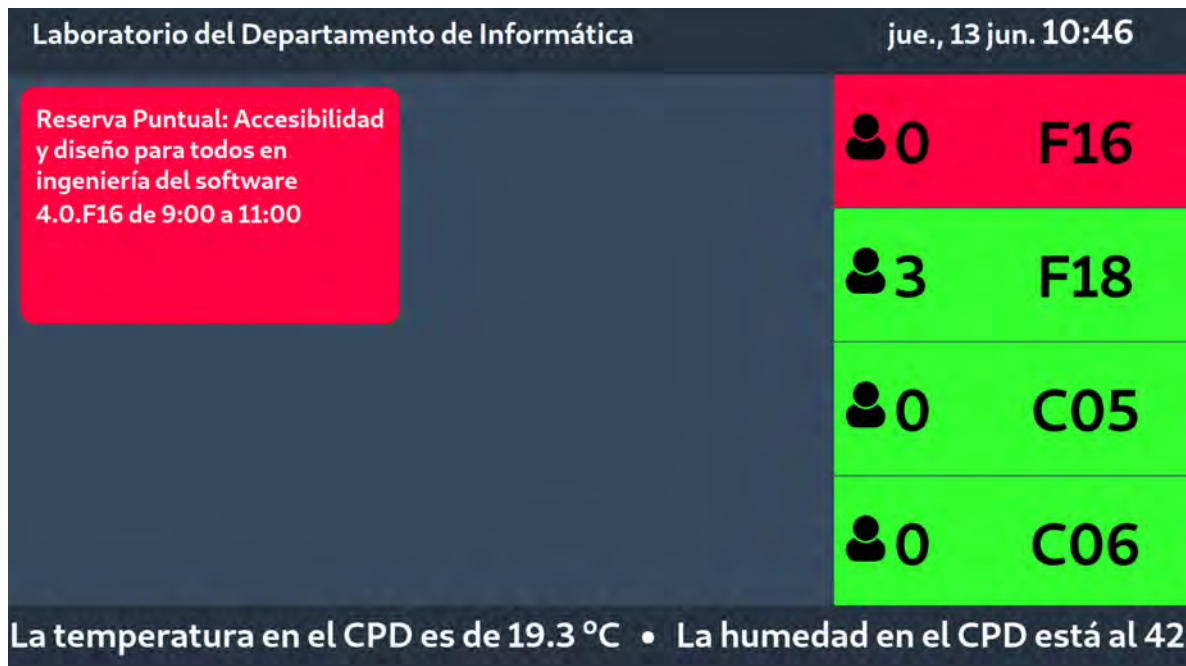 Laboratorio del Departamento de Informática
jue., 13 jun. 10:46
Reserva Puntual: Accesibilidad
y diseño para todos en
ingeniería del software
4.0.F16 de 9:00 a 11:00
0 F16
3 F18
0 C05
0 C06
La temperatura en el CPD es de 19.3 ºC • La humedad en el CPD está al 42